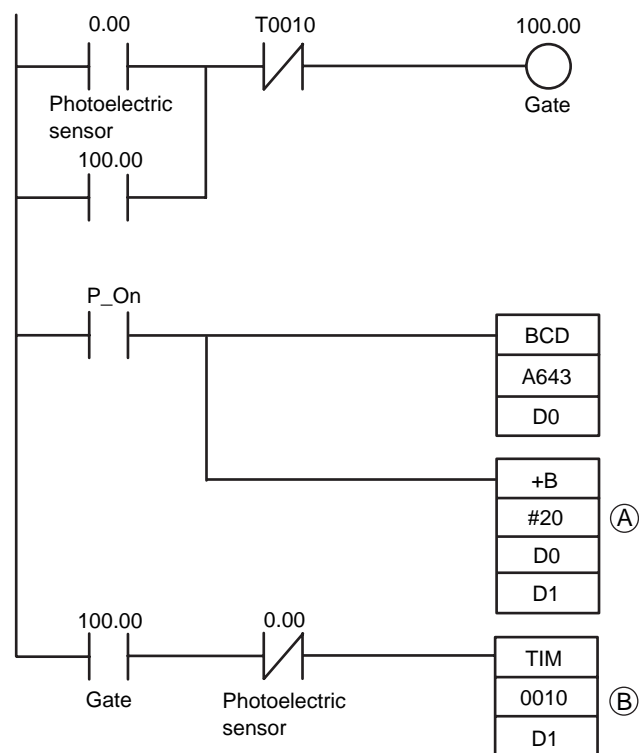 0.00 T0010 100.00
Photoelectric
sensor
Gate
100.00
P_On
BCD
A643
D0
+B
#20
D0
D1
A
100.00 0.00
Gate
Photoelectric
sensor
TIM
0010
D1
B